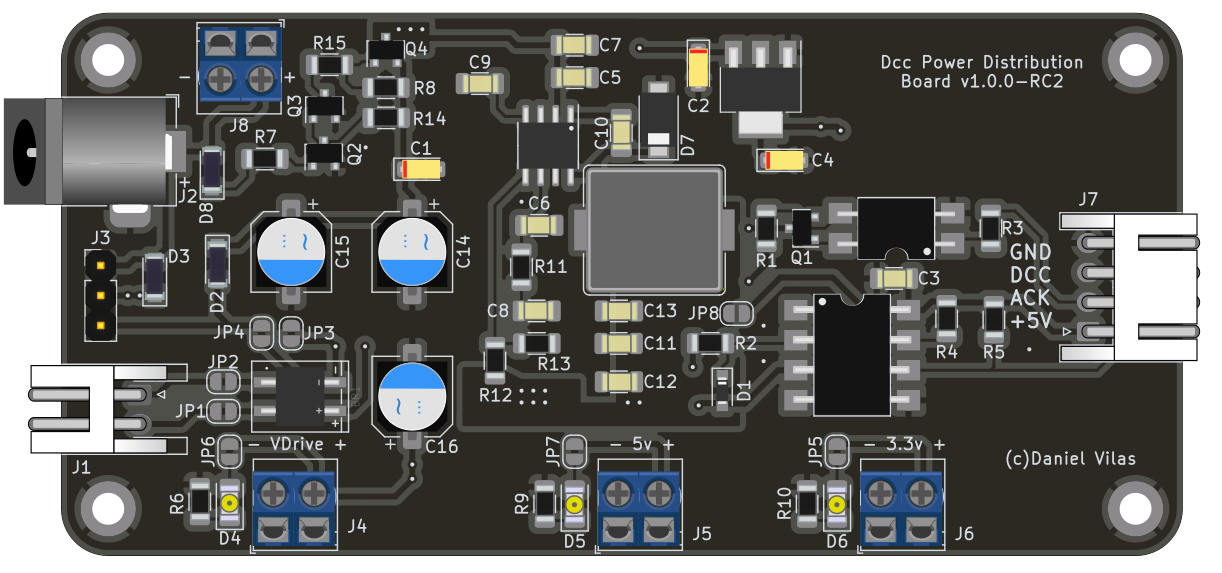 R15
Q4
C7
C9
C5
C2
Dcc Power Distribution
Board v1.0.0-RC2
- +
J8
Q3
R8
R14
C10
D7
R7
Q2
C1
C4
+
J2
D8
J3
D3
D2
+
C15
+
C14
C6
R11
R1
Q1
R3
J7
GND
DCC
ACK
+5V
C3
C8
C13
JP8
JP4
JP3
R13
C11
R2
R4
R5
JP2
R12
C12
D1
JP1
- +
+
C16
J1
JP6
- VDrive +
JP7
- 5v +
JP5
- 3.3v +
(c)Daniel Vilas
R6
D4
J4
R9
D5
J5
R10
D6
J6